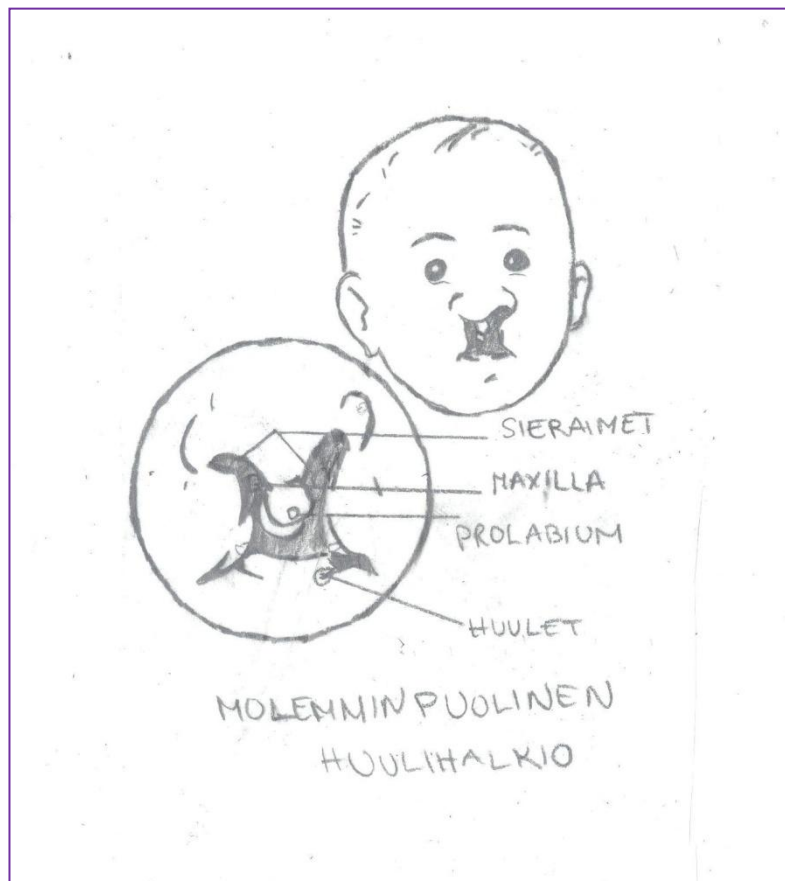 SIERAIMET
MAXILLA
PROLABIUM
HUULET
MOLEMMINPUOLINEN
HUULIHALKIO